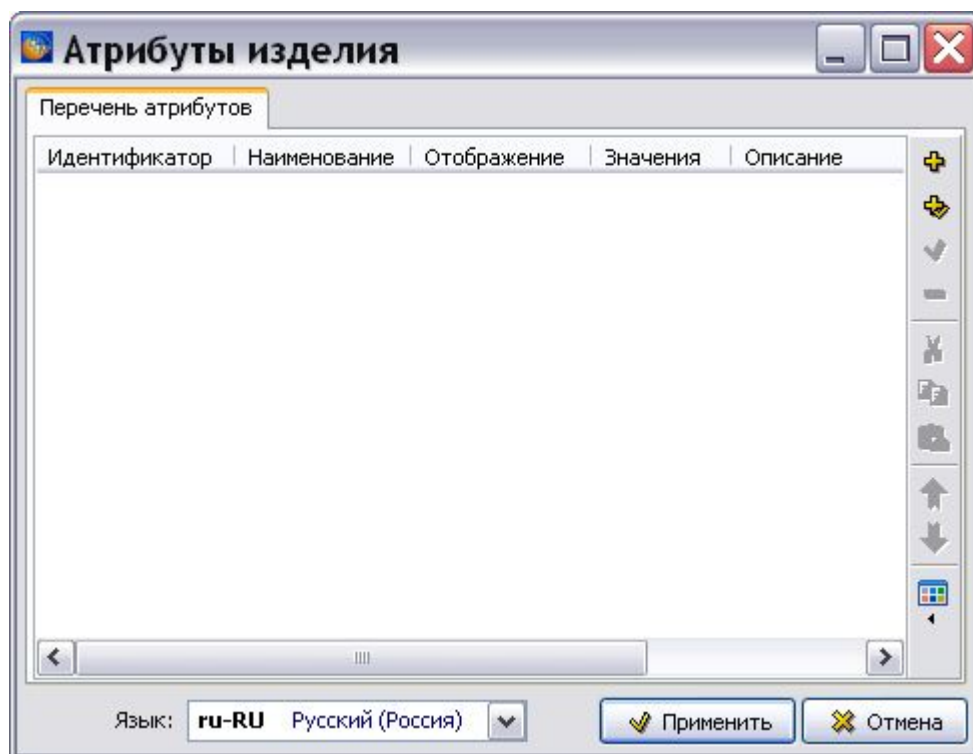 Атрибуты изделия
Перечень атрибутов
Идентификатор Наименование Отображение Значения Описание
Язык: ru-RU Русский (Россия) Применить Отмена